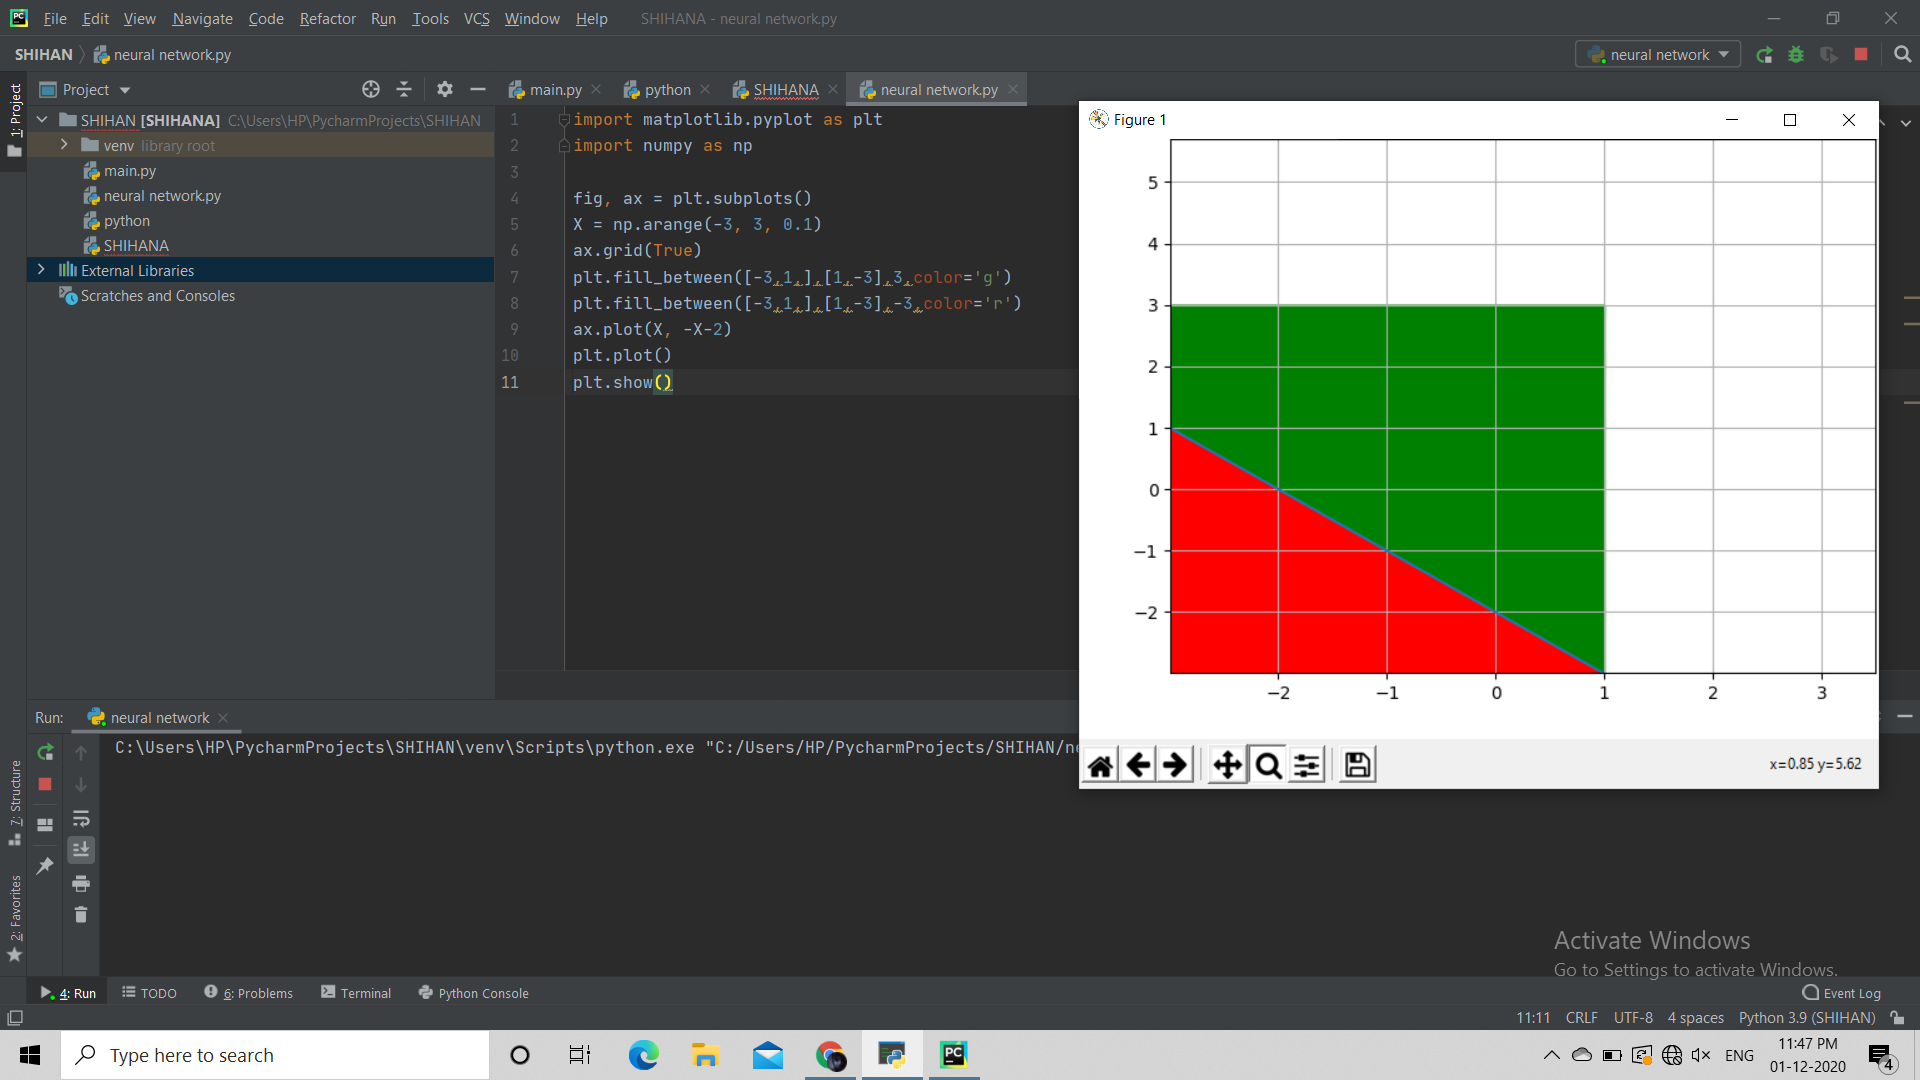 File Edit View Navigate Code Refactor Run Tools VCS Window Help SHIHANA - neural network.py
SHIHAN neural network.py neural network
1: Project
Project main.py python SHIHANA neural network.py
SHIHAN [SHIHANA] C:\Users\HP\PycharmProjects\SHIHAN
venv library root
main.py
neural network.py
python
SHIHANA
External Libraries
Scratches and Consoles
1 import matplotlib.pyplot as plt
2 import numpy as np
3
4 fig, ax = plt.subplots()
5 X = np.arange(-3, 3, 0.1)
6 ax.grid(True)
7 plt.fill_between([-3,1,],[1,-3],3,color='g')
8 plt.fill_between([-3,1,],[1,-3],-3,color='r')
9 ax.plot(X, -X-2)
10 plt.plot()
11 plt.show()
Figure 1
5
4
3
2
1
0
−1
−2
−2 −1 0 1 2 3
x=0.85 y=5.62
Run: neural network
C:\Users\HP\PycharmProjects\SHIHAN\venv\Scripts\python.exe "C:/Users/HP/PycharmProjects/SHIHAN/ne
7: Structure
2: Favorites
Activate Windows
Go to Settings to activate Windows.
4: Run TODO 6: Problems Terminal Python Console Event Log
11:11 CRLF UTF-8 4 spaces Python 3.9 (SHIHAN)
Type here to search
PC
ENG
11:47 PM
01-12-2020
4